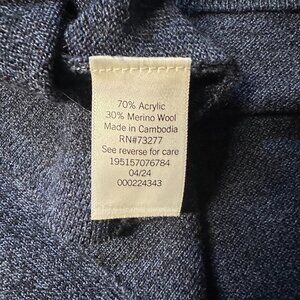 70% Acrylic
30% Merino Wool
Made in Cambodia
RN#73277
See reverse for care
195157076784
04/24
000224343